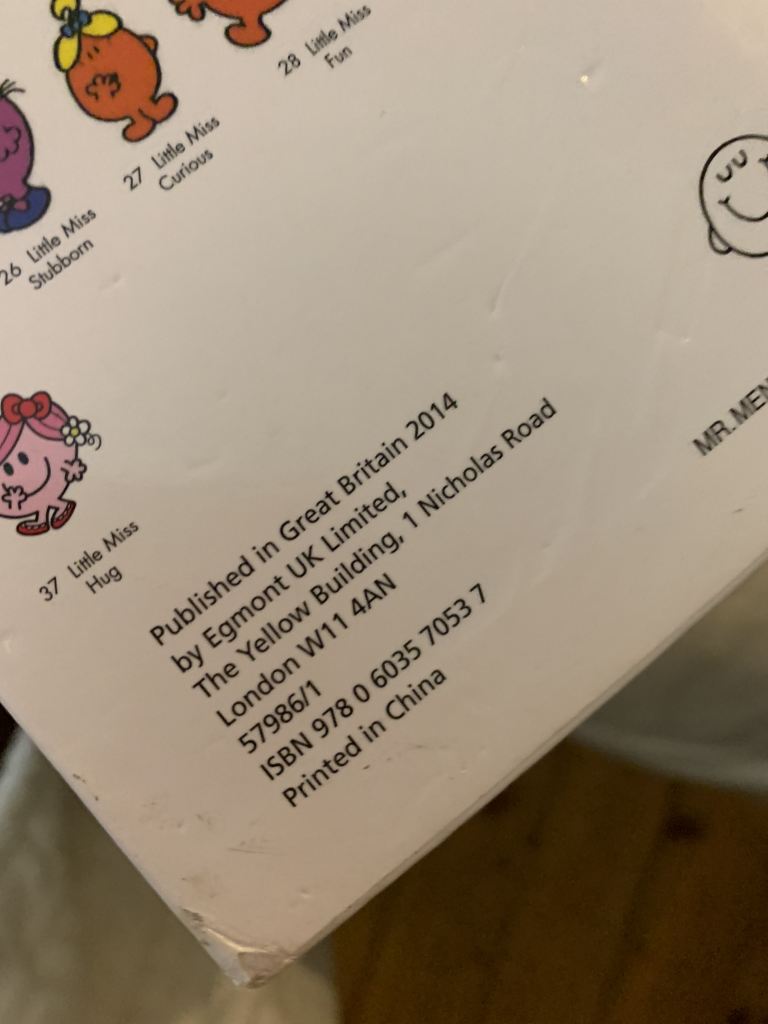 28 Little Miss
Fun
27 Little Miss
Curious
26 Little Miss
Stubborn
37 Little Miss
Hug
Published in Great Britain 2014
by Egmont UK Limited,
The Yellow Building, 1 Nicholas Road
London W11 4AN
57986/1
ISBN 978 0 6035 7053 7
Printed in China
MR. MEN